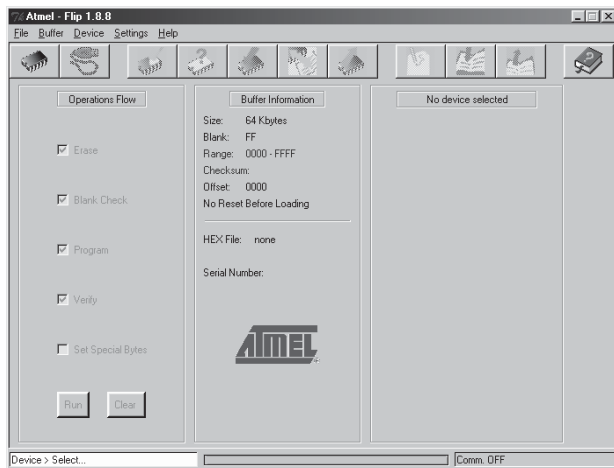 Atmel - Flip 1.8.8
File Buffer Device Settings Help
Operations Flow
Erase
Blank Check
Program
Verify
Set Special Bytes
Run Clear
Buffer Information
Size: 64 Kbytes
Blank: FF
Range: 0000 - FFFF
Checksum:
Offset: 0000
No Reset Before Loading
HEX File: none
Serial Number:
ATMEL
No device selected
Device > Select...
Comm. OFF